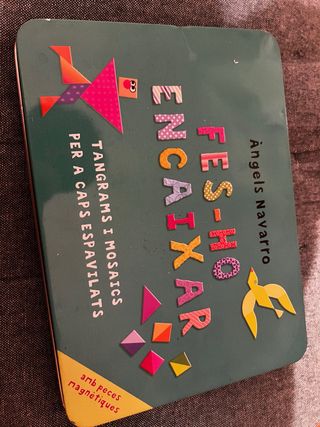 Àngels Navarro
FES-HO
ENCAIXAR
TANGRAMS I MOSAICS
PER A CAPS ESPAVILATS
amb peces
magnètiques